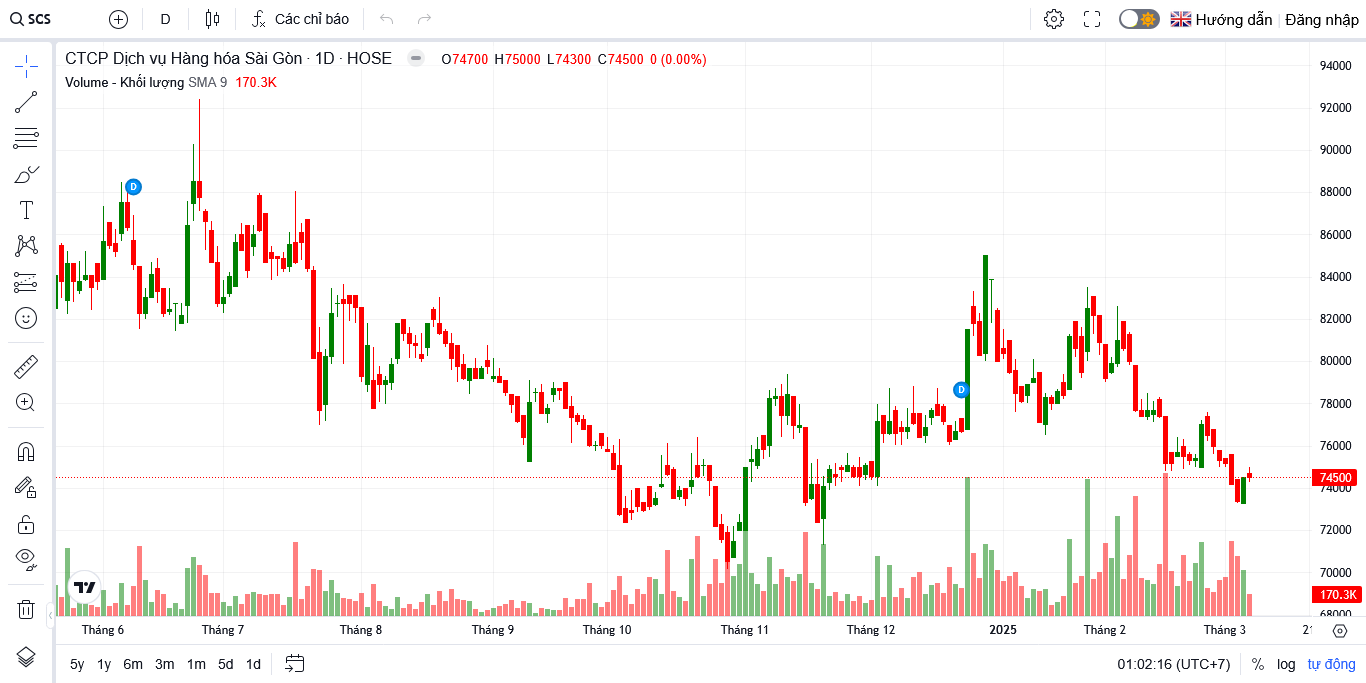 SCS D Các chỉ báo Hướng dẫn Đăng nhập
CTCP Dịch vụ Hàng hóa Sài Gòn · 1D · HOSE O74700 H75000 L74300 C74500 0 (0.00%)
Volume - Khối lượng SMA 9 170.3K
94000
92000
90000
88000
86000
84000
82000
80000
78000
76000
74500
74000
72000
70000
170.3K
68000
D
D
Tháng 6 Tháng 7 Tháng 8 Tháng 9 Tháng 10 Tháng 11 Tháng 12 2025 Tháng 2 Tháng 3 21
5y 1y 6m 3m 1m 5d 1d 01:02:16 (UTC+7) % log tự động